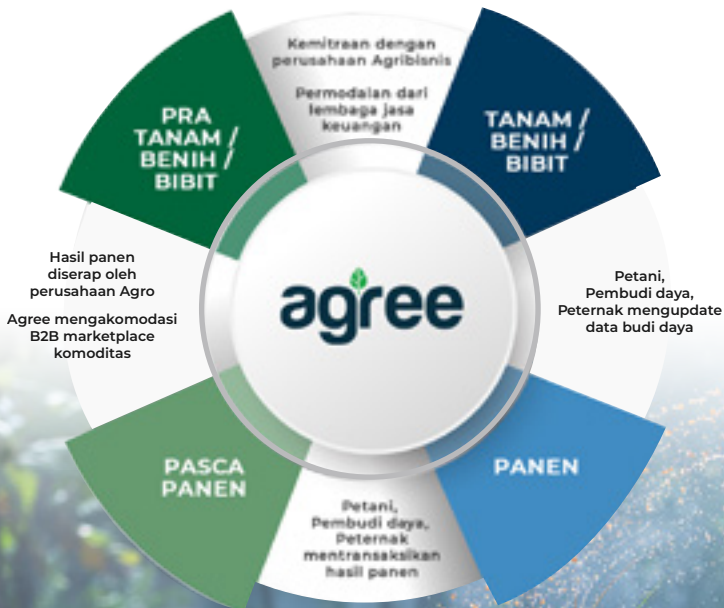 Kemitraan dengan
perusahaan Agribisnis
Permodalan dari
lembaga jasa
keuangan
PRA
TANAM /
BENIH /
BIBIT
TANAM /
BENIH /
BIBIT
Hasil panen
diserap oleh
perusahaan Agro
Agree mengakomodasi
B2B marketplace
komoditas
agree
Petani,
Pembudi daya,
Peternak mengupdate
data budi daya
PASCA
PANEN
PANEN
Petani,
Pembudi daya,
Peternak
mentransaksikan
hasil panen